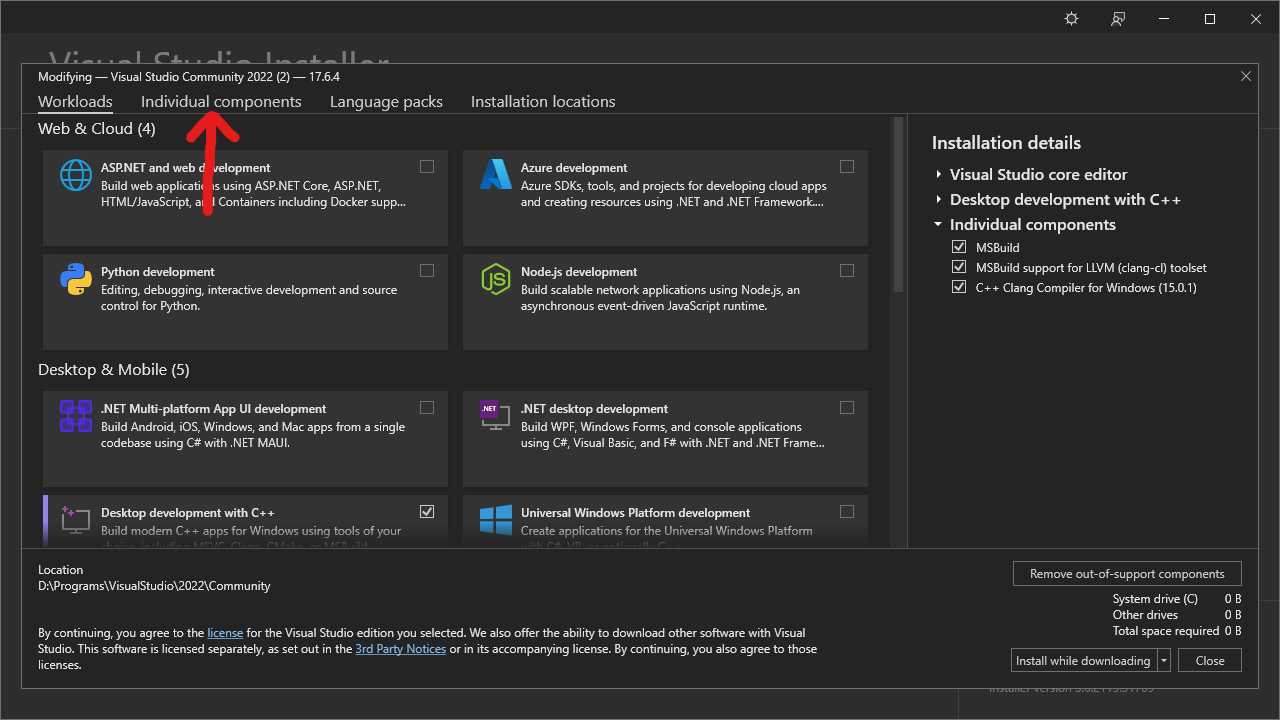 Visual Studio Installer
Modifying — Visual Studio Community 2022 (2) — 17.6.4
Workloads
Individual components
Language packs
Installation locations
Web & Cloud (4)
ASP.NET and web development
Build web applications using ASP.NET Core, ASP.NET,
HTML/JavaScript, and Containers including Docker supp...
Azure development
Azure SDKs, tools, and projects for developing cloud apps
and creating resources using .NET and .NET Framework....
Python development
Editing, debugging, interactive development and source
control for Python.
JS
Node.js development
Build scalable network applications using Node.js, an
asynchronous event-driven JavaScript runtime.
Desktop & Mobile (5)
.NET Multi-platform App UI development
Build Android, iOS, Windows, and Mac apps from a single
codebase using C# with .NET MAUI.
.NET
.NET desktop development
Build WPF, Windows Forms, and console applications
using C#, Visual Basic, and F# with .NET and .NET Frame...
Desktop development with C++
Build modern C++ apps for Windows using tools of your
choice, including MSVC, Clang, CMake, or MSBuild.
Universal Windows Platform development
Create applications for the Universal Windows Platform
with C#, VB, or optionally C++.
Installation details
Visual Studio core editor
Desktop development with C++
Individual components
MSBuild
MSBuild support for LLVM (clang-cl) toolset
C++ Clang Compiler for Windows (15.0.1)
Location
D:\Programs\VisualStudio\2022\Community
By continuing, you agree to the license for the Visual Studio edition you selected. We also offer the ability to download other software with Visual
Studio. This software is licensed separately, as set out in the 3rd Party Notices or in its accompanying license. By continuing, you also agree to those
licenses.
Remove out-of-support components
System drive (C) 0 B
Other drives 0 B
Total space required 0 B
Install while downloading
Close
Installer version